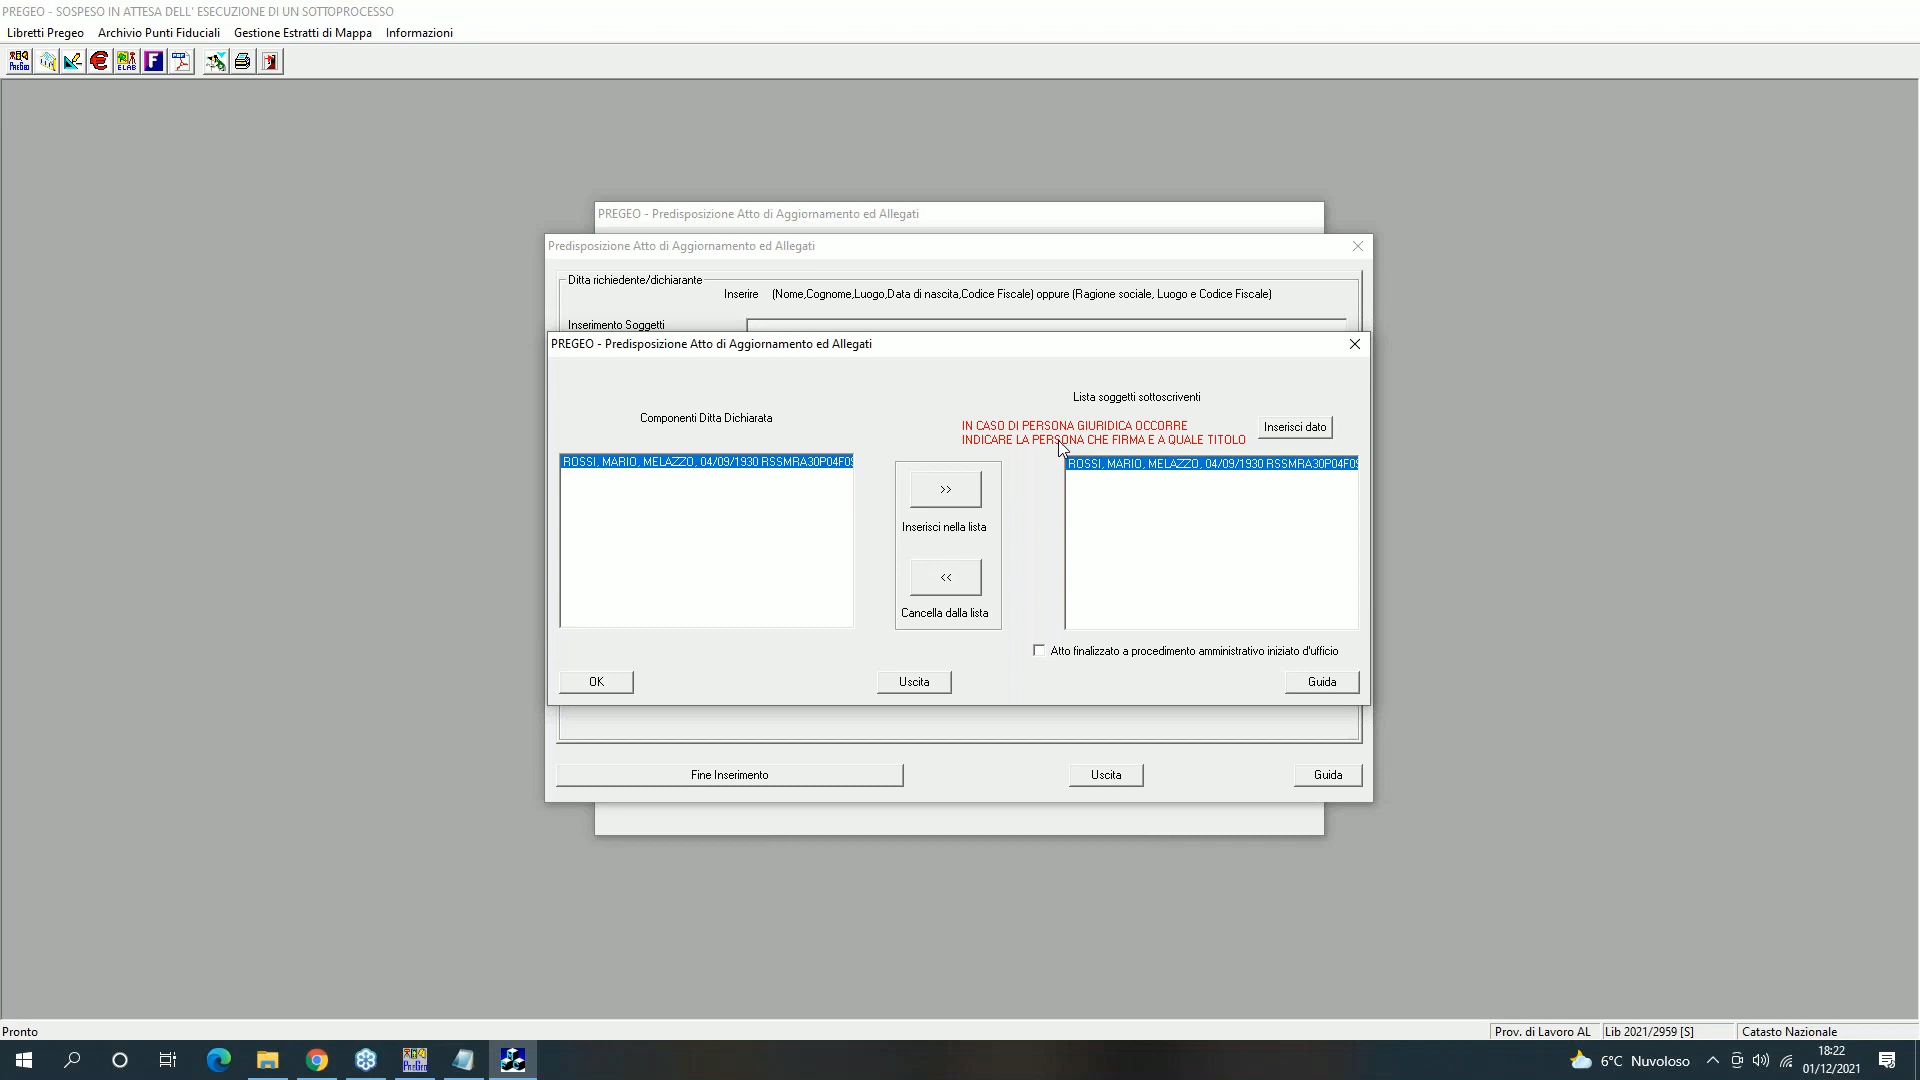 PREGEO - SOSPESO IN ATTESA DELL' ESECUZIONE DI UN SOTTOPROCESSO
Libretti Pregeo Archivio Punti Fiduciali Gestione Estratti di Mappa Informazioni
PREGEO - Predisposizione Atto di Aggiornamento ed Allegati
Predisposizione Atto di Aggiornamento ed Allegati
Ditta richiedente/dichiarante
Inserire (Nome,Cognome,Luogo,Data di nascita,Codice Fiscale) oppure (Ragione sociale, Luogo e Codice Fiscale)
Inserimento Soggetti
PREGEO - Predisposizione Atto di Aggiornamento ed Allegati
Lista soggetti sottoscriventi
Componenti Ditta Dichiarata
IN CASO DI PERSONA GIURIDICA OCCORRE
INDICARE LA PERSONA CHE FIRMA E A QUALE TITOLO
Inserisci dato
ROSSI, MARIO, MELAZZO, 04/09/1930 RSSMRA30P04F09
ROSSI, MARIO, MELAZZO, 04/09/1930 RSSMRA30P04F09
>>
Inserisci nella lista
<<
Cancella dalla lista
Atto finalizzato a procedimento amministrativo iniziato d'ufficio
OK Uscita Guida
Fine Inserimento Uscita Guida
Pronto Prov. di Lavoro AL Lib 2021/2959 [S] Catasto Nazionale
6°C Nuvoloso
18:22
01/12/2021